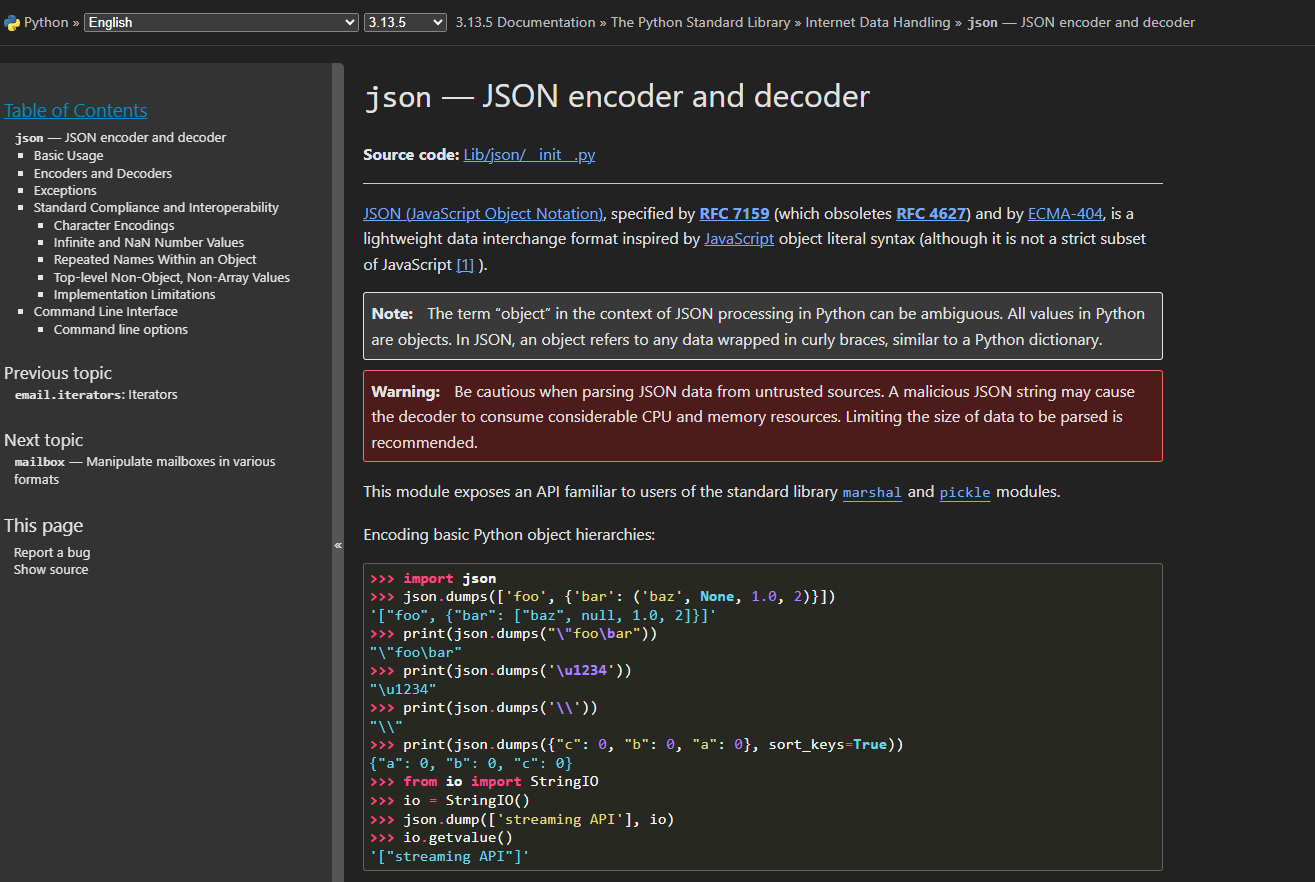 Python » English 3.13.5 3.13.5 Documentation » The Python Standard Library » Internet Data Handling » json — JSON encoder and decoder
Table of Contents
json — JSON encoder and decoder
Basic Usage
Encoders and Decoders
Exceptions
Standard Compliance and Interoperability
Character Encodings
Infinite and NaN Number Values
Repeated Names Within an Object
Top-level Non-Object, Non-Array Values
Implementation Limitations
Command Line Interface
Command line options
Previous topic
email.iterators: Iterators
Next topic
mailbox — Manipulate mailboxes in various
formats
This page
Report a bug
Show source
«
json — JSON encoder and decoder
Source code: Lib/json/__init__.py
JSON (JavaScript Object Notation), specified by RFC 7159 (which obsoletes RFC 4627) and by ECMA-404, is a
lightweight data interchange format inspired by JavaScript object literal syntax (although it is not a strict subset
of JavaScript [1] ).
Note: The term “object” in the context of JSON processing in Python can be ambiguous. All values in Python
are objects. In JSON, an object refers to any data wrapped in curly braces, similar to a Python dictionary.
Warning: Be cautious when parsing JSON data from untrusted sources. A malicious JSON string may cause
the decoder to consume considerable CPU and memory resources. Limiting the size of data to be parsed is
recommended.
This module exposes an API familiar to users of the standard library marshal and pickle modules.
Encoding basic Python object hierarchies:
>>> import json
>>> json.dumps(['foo', {'bar': ('baz', None, 1.0, 2)}])
'["foo", {"bar": ["baz", null, 1.0, 2]}]'
>>> print(json.dumps("\"foo\bar"))
"\"foo\bar"
>>> print(json.dumps('\u1234'))
"\u1234"
>>> print(json.dumps('\\'))
"\\"
>>> print(json.dumps({"c": 0, "b": 0, "a": 0}, sort_keys=True))
{"a": 0, "b": 0, "c": 0}
>>> from io import StringIO
>>> io = StringIO()
>>> json.dump(['streaming API'], io)
>>> io.getvalue()
'["streaming API"]'